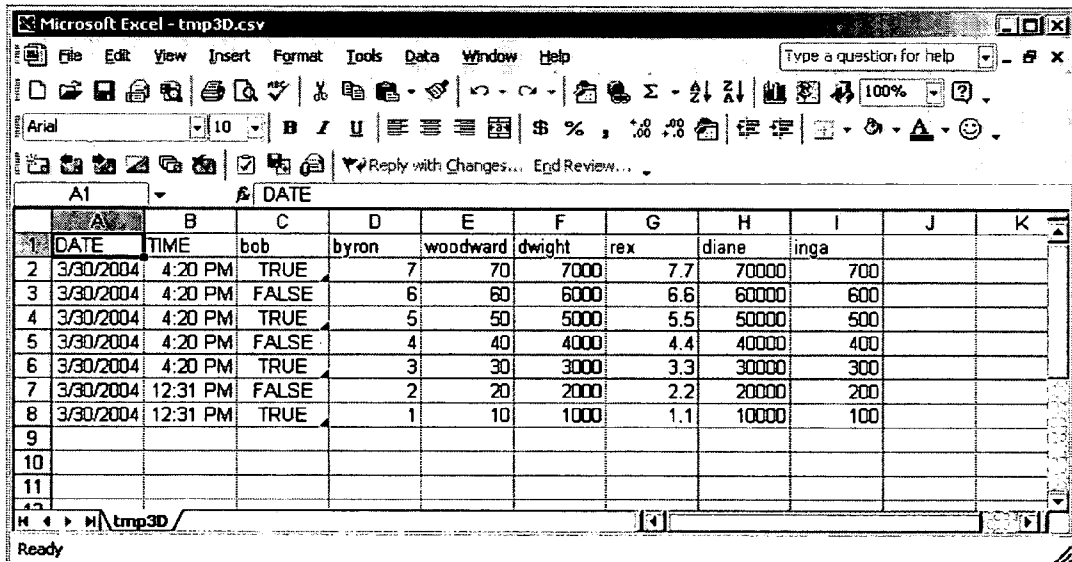 Microsoft Excel - tmp3D.csv
File Edit View Insert Format Tools Data Window Help Type a question for help
100%
Arial 10 B I U $ % ,
Reply with Changes... End Review...
A1 fx DATE
A B C D E F G H I J K
1 DATE TIME bob byron woodward dwight rex diane inga
2 3/30/2004 4:20 PM TRUE 7 70 7000 7.7 70000 700
3 3/30/2004 4:20 PM FALSE 6 60 6000 6.6 60000 600
4 3/30/2004 4:20 PM TRUE 5 50 5000 5.5 50000 500
5 3/30/2004 4:20 PM FALSE 4 40 4000 4.4 40000 400
6 3/30/2004 4:20 PM TRUE 3 30 3000 3.3 30000 300
7 3/30/2004 12:31 PM FALSE 2 20 2000 2.2 20000 200
8 3/30/2004 12:31 PM TRUE 1 10 1000 1.1 10000 100
9
10
11
tmp3D
Ready